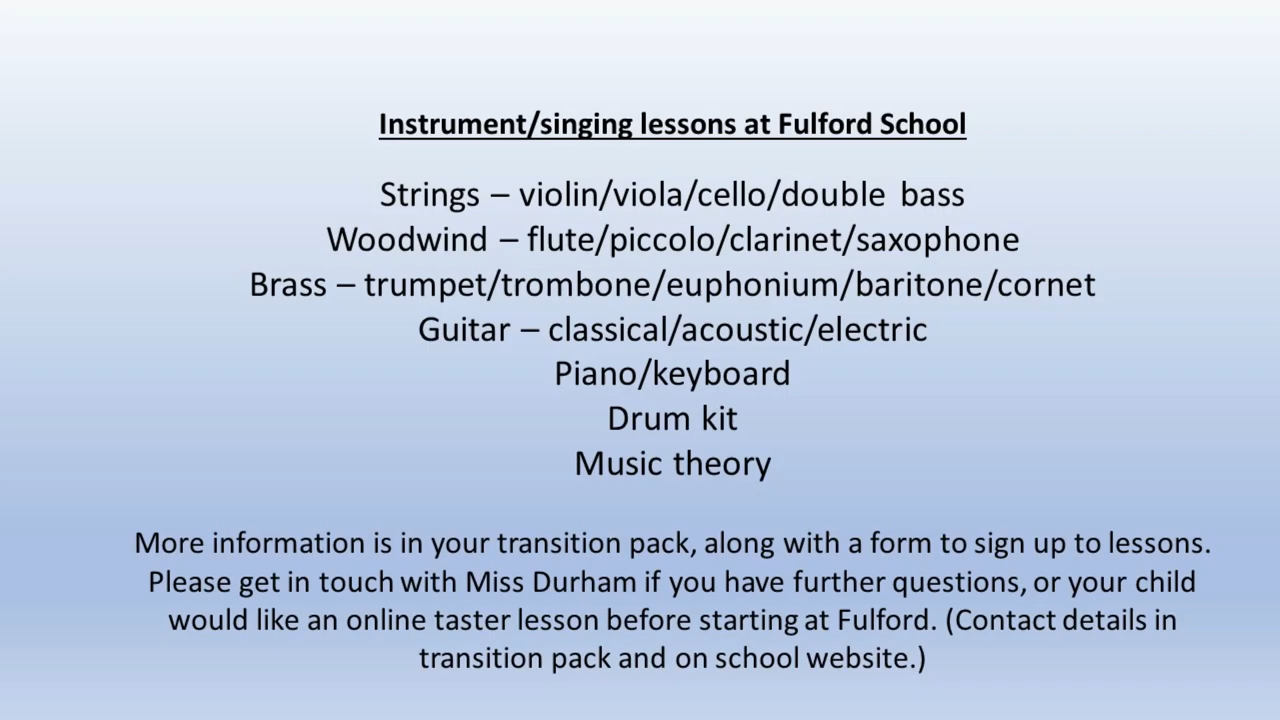 Instrument/singing lessons at Fulford School
Strings – violin/viola/cello/double bass
Woodwind – flute/piccolo/clarinet/saxophone
Brass – trumpet/trombone/euphonium/baritone/cornet
Guitar – classical/acoustic/electric
Piano/keyboard
Drum kit
Music theory
More information is in your transition pack, along with a form to sign up to lessons.
Please get in touch with Miss Durham if you have further questions, or your child
would like an online taster lesson before starting at Fulford. (Contact details in
transition pack and on school website.)